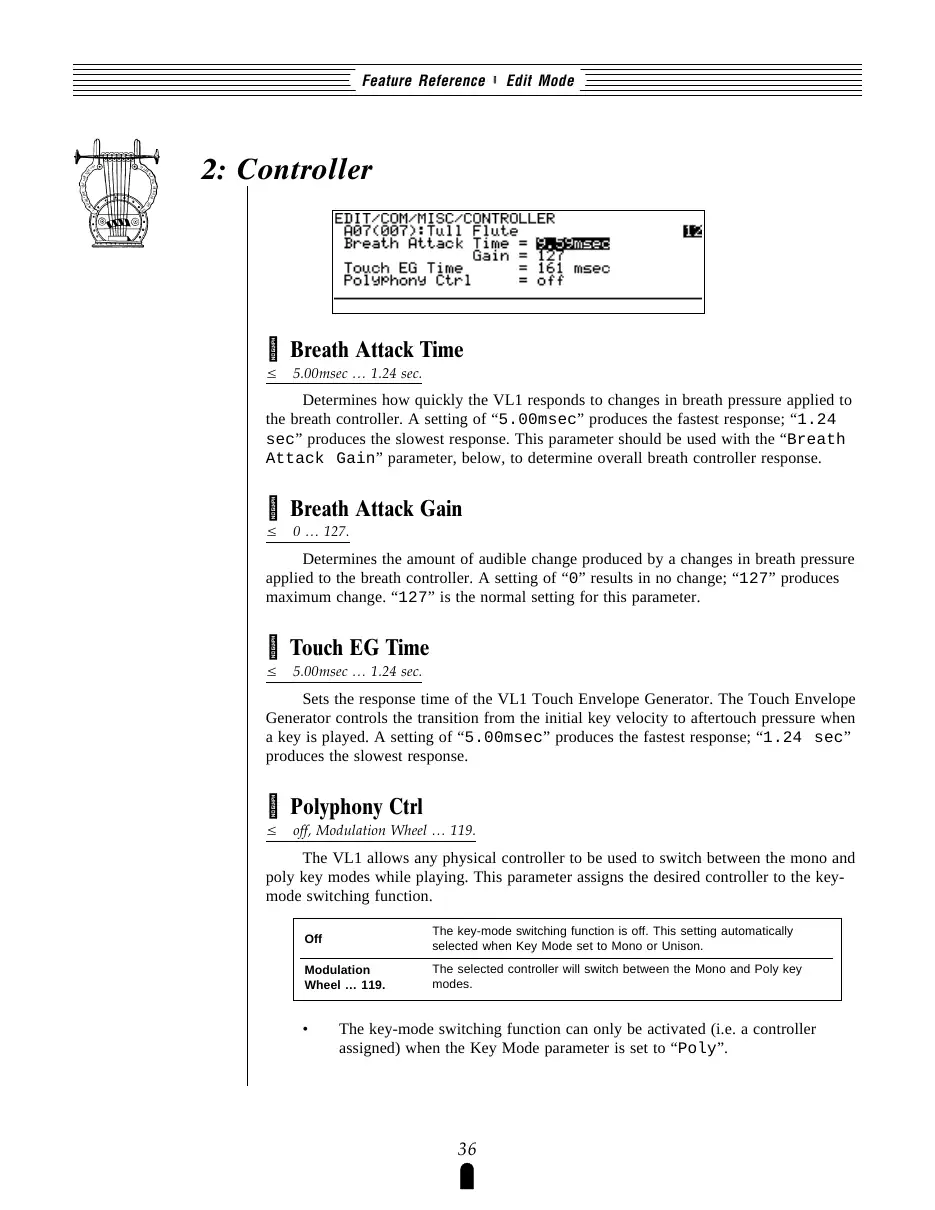 Feature Reference Edit Mode
2: Controller
EDIT/COM/MISC/CONTROLLER
A07(007):Tull Flute 12
Breath Attack Time = 9.59msec
Gain = 127
Touch EG Time = 161 msec
Polyphony Ctrl = off
Breath Attack Time
≤ 5.00msec … 1.24 sec.
Determines how quickly the VL1 responds to changes in breath pressure applied to
the breath controller. A setting of “5.00msec” produces the fastest response; “1.24
sec” produces the slowest response. This parameter should be used with the “Breath
Attack Gain” parameter, below, to determine overall breath controller response.
Breath Attack Gain
≤ 0 … 127.
Determines the amount of audible change produced by a changes in breath pressure
applied to the breath controller. A setting of “0” results in no change; “127” produces
maximum change. “127” is the normal setting for this parameter.
Touch EG Time
≤ 5.00msec … 1.24 sec.
Sets the response time of the VL1 Touch Envelope Generator. The Touch Envelope
Generator controls the transition from the initial key velocity to aftertouch pressure when
a key is played. A setting of “5.00msec” produces the fastest response; “1.24 sec”
produces the slowest response.
Polyphony Ctrl
≤ off, Modulation Wheel … 119.
The VL1 allows any physical controller to be used to switch between the mono and
poly key modes while playing. This parameter assigns the desired controller to the key-
mode switching function.
Off
The key-mode switching function is off. This setting automatically
selected when Key Mode set to Mono or Unison.
Modulation
Wheel … 119.
The selected controller will switch between the Mono and Poly key
modes.
• The key-mode switching function can only be activated (i.e. a controller
assigned) when the Key Mode parameter is set to “Poly”.
36